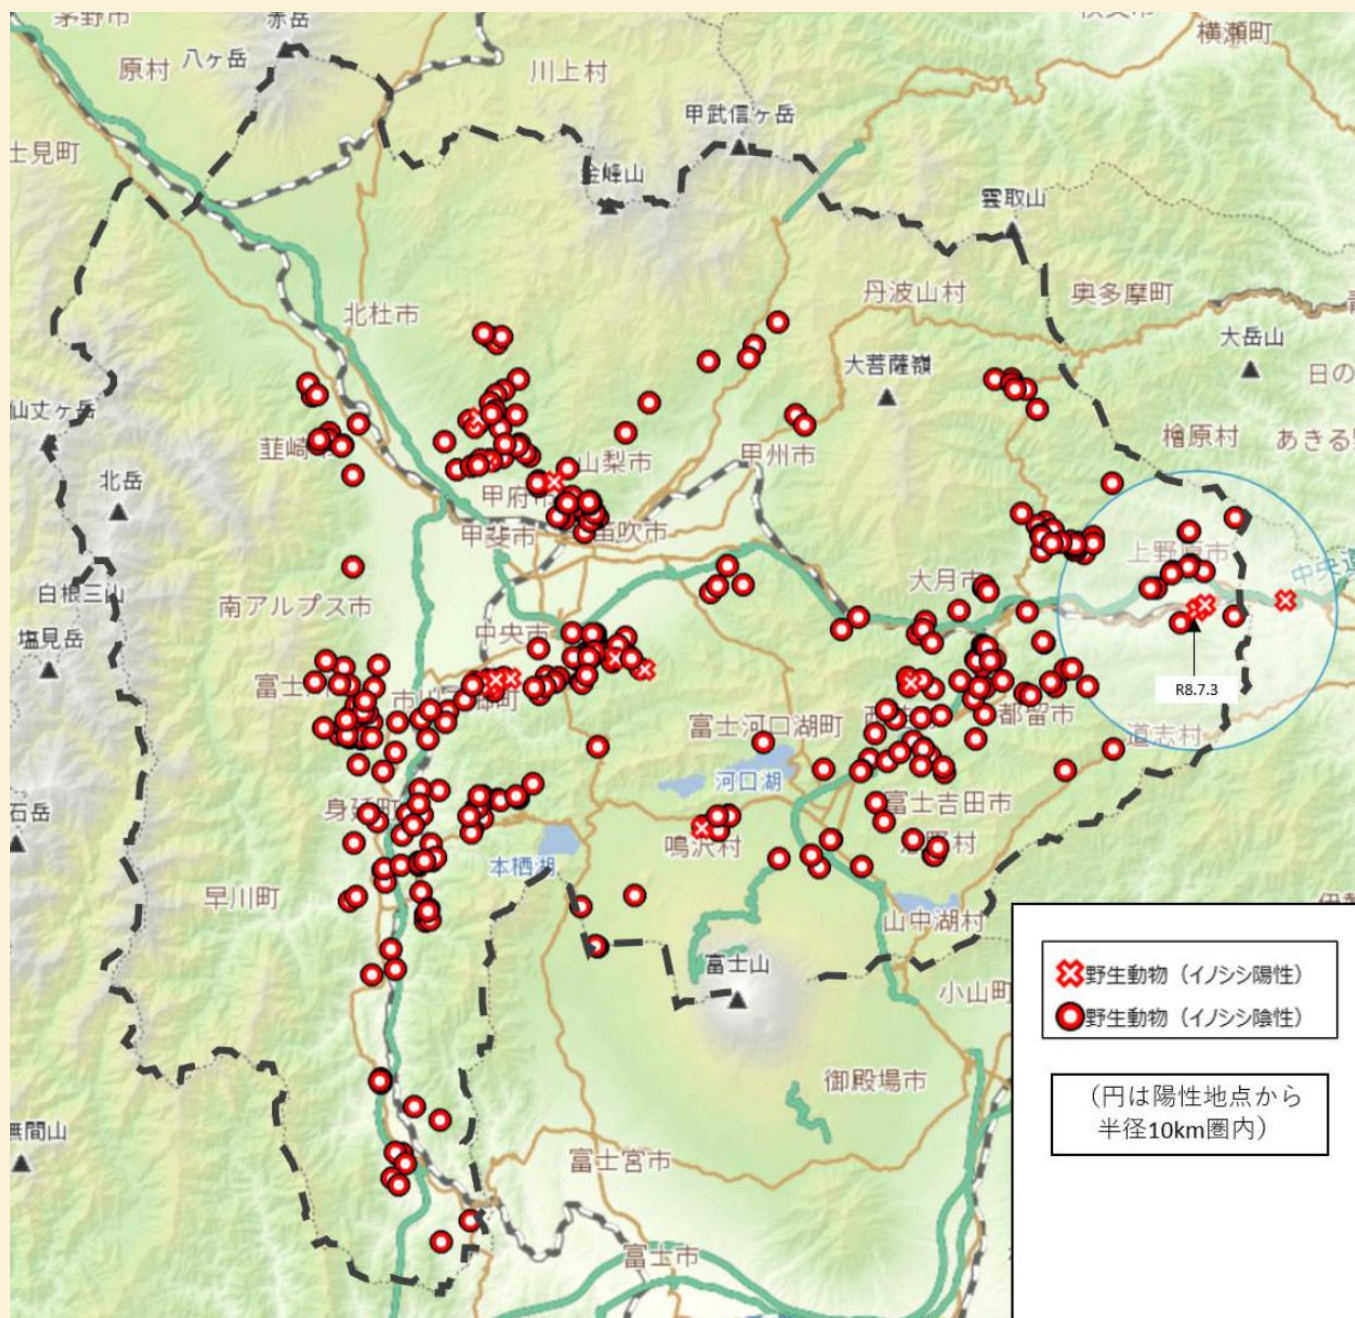 茅野市
赤岳
八ヶ岳
原村
川上村
横瀬町
甲武信ヶ岳
士見町
金峰山
雲取山
丹波山村
奥多摩町
北杜市
大岳山
大菩薩嶺
日の
仙丈ヶ岳
檜原村
あきる
韮崎
山梨市
甲州市
北岳
甲府市
甲斐市
笛吹市
上野原市
中央道
大月市
白根三山
南アルプス市
中央市
塩見岳
富士川
市川三郷町
R8.7.3
都留市
富士河口湖町
道志村
河口湖
身延町
富士吉田市
石岳
鳴沢村
野村
本栖湖
早川町
山中湖村
富士山
小山町
野生動物（イノシシ陽性）
野生動物（イノシシ陰性）
御殿場市
（円は陽性地点から
半径10km圏内）
無間山
富士宮市
富士市